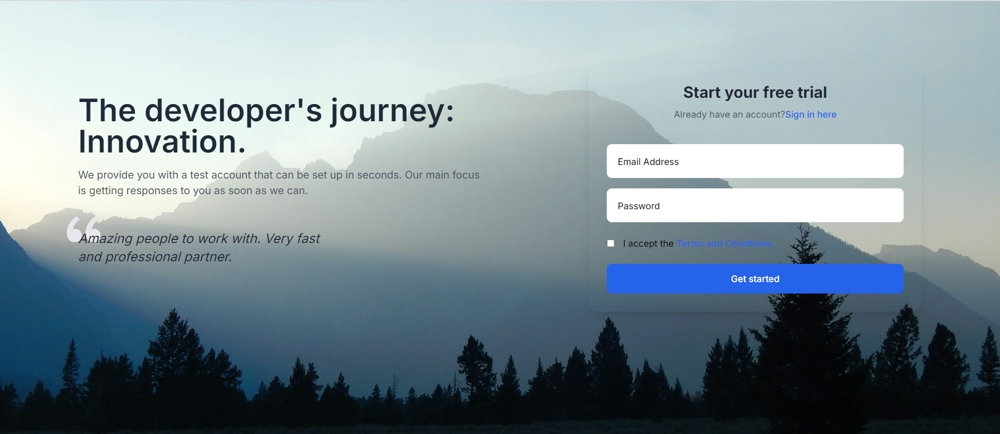 The developer's journey:
Innovation.
We provide you with a test account that can be set up in seconds. Our main focus
is getting responses to you as soon as we can.
“
Amazing people to work with. Very fast
and professional partner.
Start your free trial
Already have an account?Sign in here
Email Address
Password
I accept the Terms and Conditions
Get started